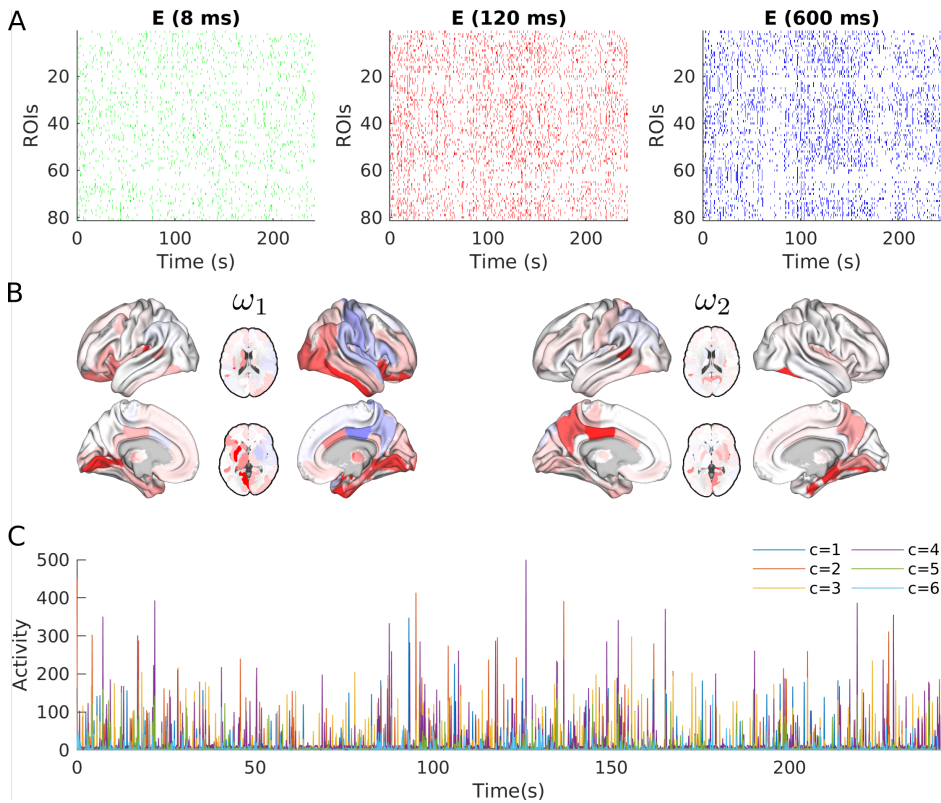 A
E (8 ms)
E (120 ms)
E (600 ms)
ROIs
20
40
60
80
0
100
200
Time (s)
ROIs
20
40
60
80
0
100
200
Time (s)
ROIs
20
40
60
80
0
100
200
Time (s)
B
ω1
ω2
C
Activity
500
400
300
200
100
0
c=1
c=2
c=3
c=4
c=5
c=6
0
50
100
150
200
Time(s)